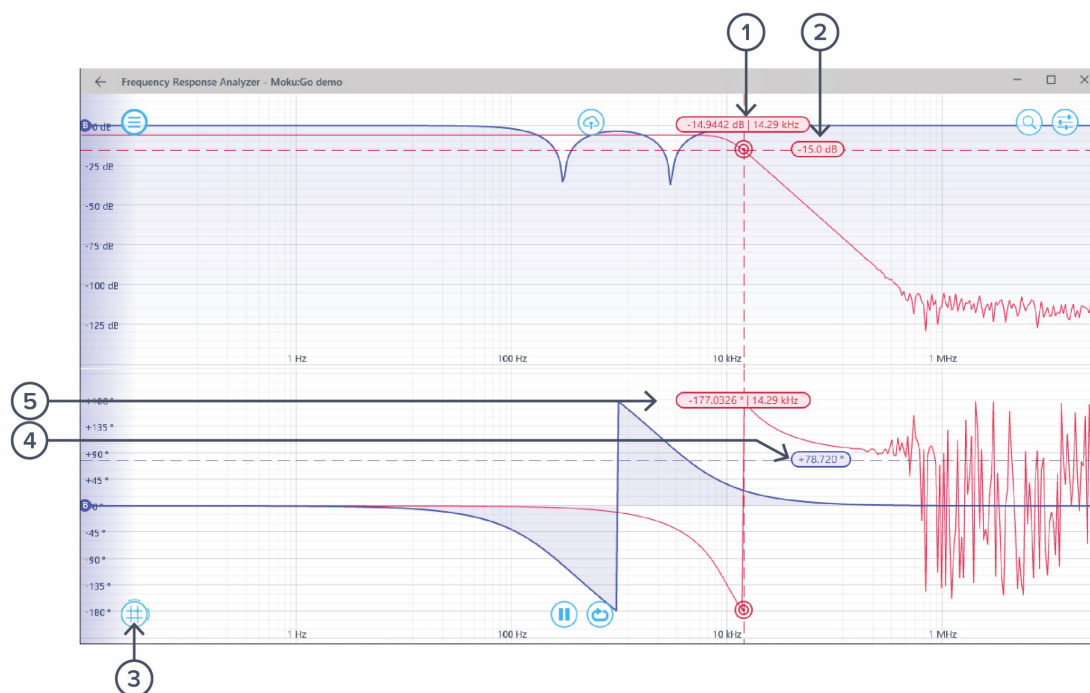 1 2
Frequency Response Analyzer - Moku:Go demo
B 0 dB
-14.9442 dB | 14.29 kHz
-15.0 dB
-25 dB
-50 dB
-75 dB
-100 dB
-125 dB
1 Hz 100 Hz 10 kHz 1 MHz
5
-177.0326 ° | 14.29 kHz
+135 °
4
+90 °
+78.720 °
+45 °
B 0 °
-45 °
-90 °
-135 °
-180 °
1 Hz 100 Hz 10 kHz 1 MHz
3